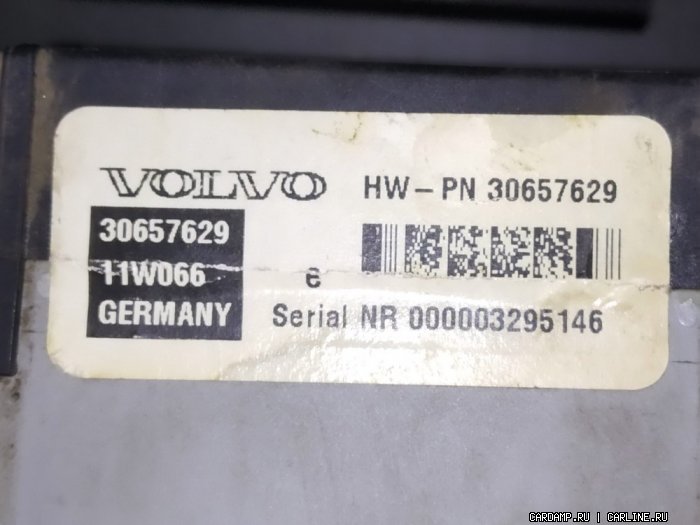 VOLVO HW-PN 30657629
30657629
11W066 e
GERMANY Serial NR 000003295146
CARDAMP.RU | CARLINE.RU